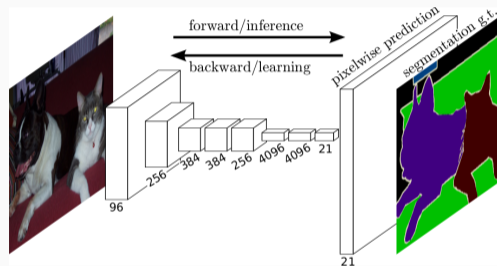 forward/inference
backward/learning
pixelwise prediction
segmentation g.t.
96
256
384
384
256
4096
4096
21
21